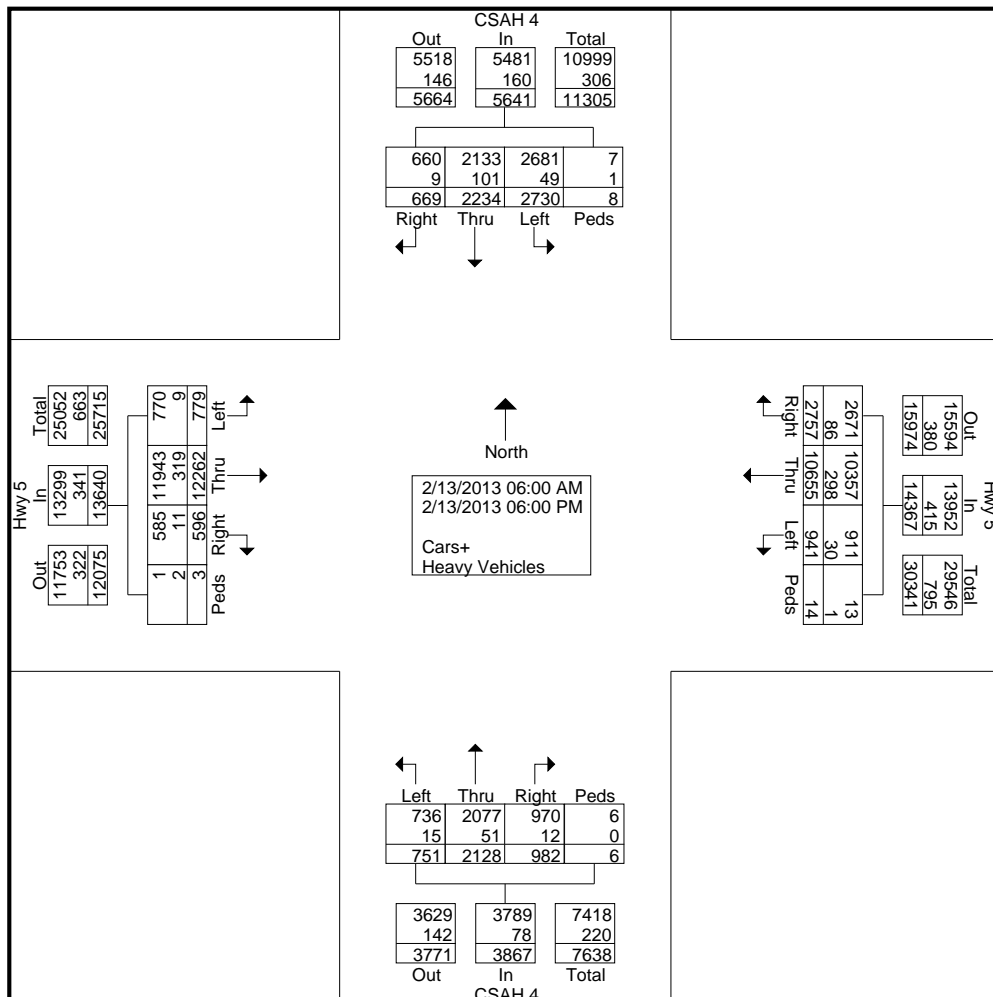 CSAH 4
Out In Total
5518 5481 10999
146 160 306
5664 5641 11305
660 2133 2681 7
9 101 49 1
669 2234 2730 8
Right Thru Left Peds
Hwy 5
Total In Out
25052 13299 11753
663 341 322
25715 13640 12075
770 11943 585 1
9 319 11 2
779 12262 596 3
Left Thru Right Peds
North
2/13/2013 06:00 AM
2/13/2013 06:00 PM
Cars+
Heavy Vehicles
Right Thru Left Peds
2757 10655 941 14
86 298 30 1
2671 10357 911 13
Hwy 5
Out In Total
15594 13952 29546
380 415 795
15974 14367 30341
Left Thru Right Peds
736 2077 970 6
15 51 12 0
751 2128 982 6
3629 3789 7418
142 78 220
3771 3867 7638
Out In Total
CSAH 4